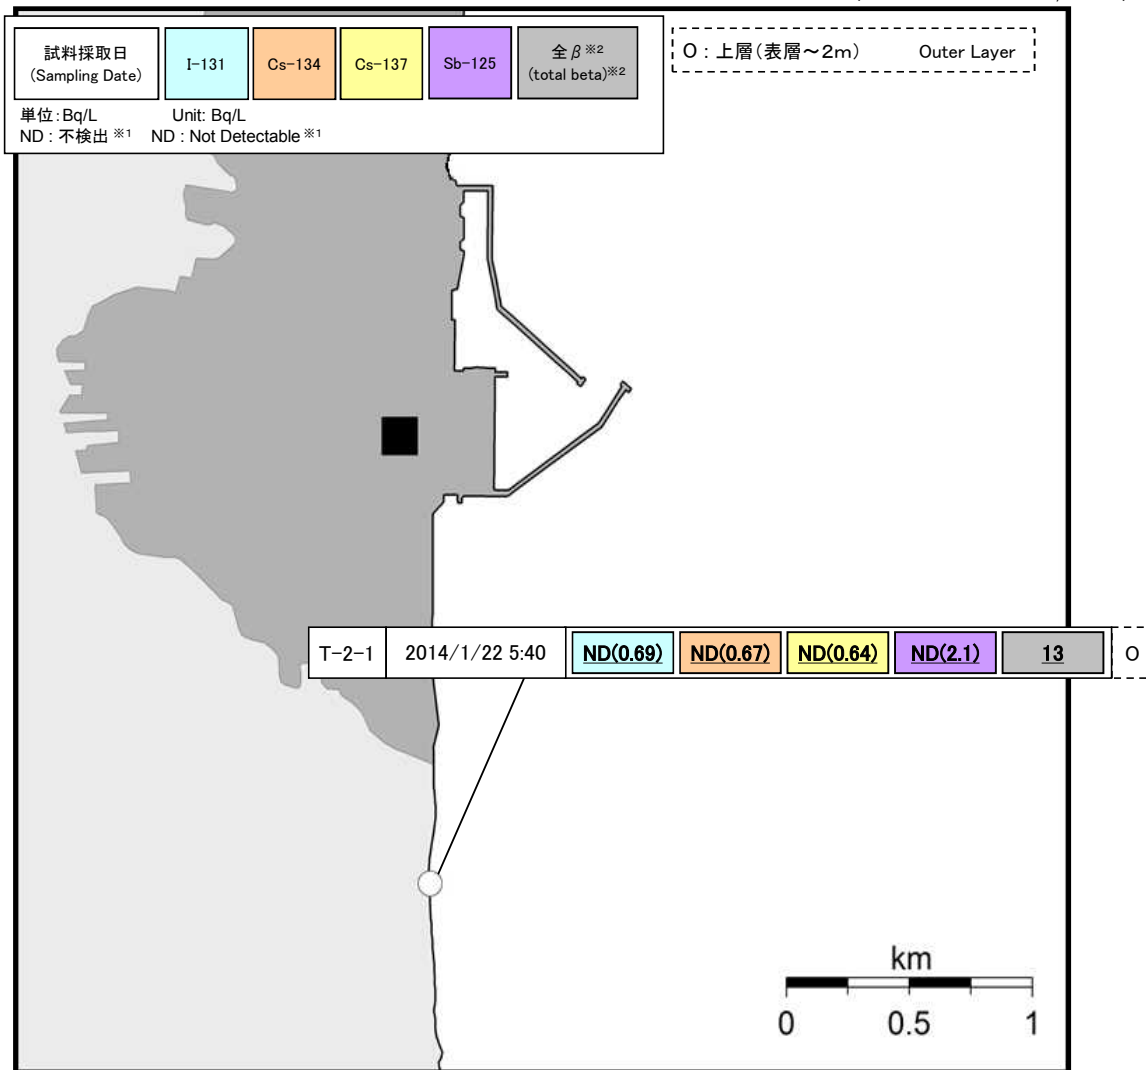 試料採取日
(Sampling Date)
I-131
Cs-134
Cs-137
Sb-125
全β※2
(total beta)※2
O : 上層(表層～2m) Outer Layer
単位: Bq/L Unit: Bq/L
ND : 不検出 ※1 ND : Not Detectable ※1
T-2-1 2014/1/22 5:40 ND(0.69) ND(0.67) ND(0.64) ND(2.1) 13 O
km
0 0.5 1